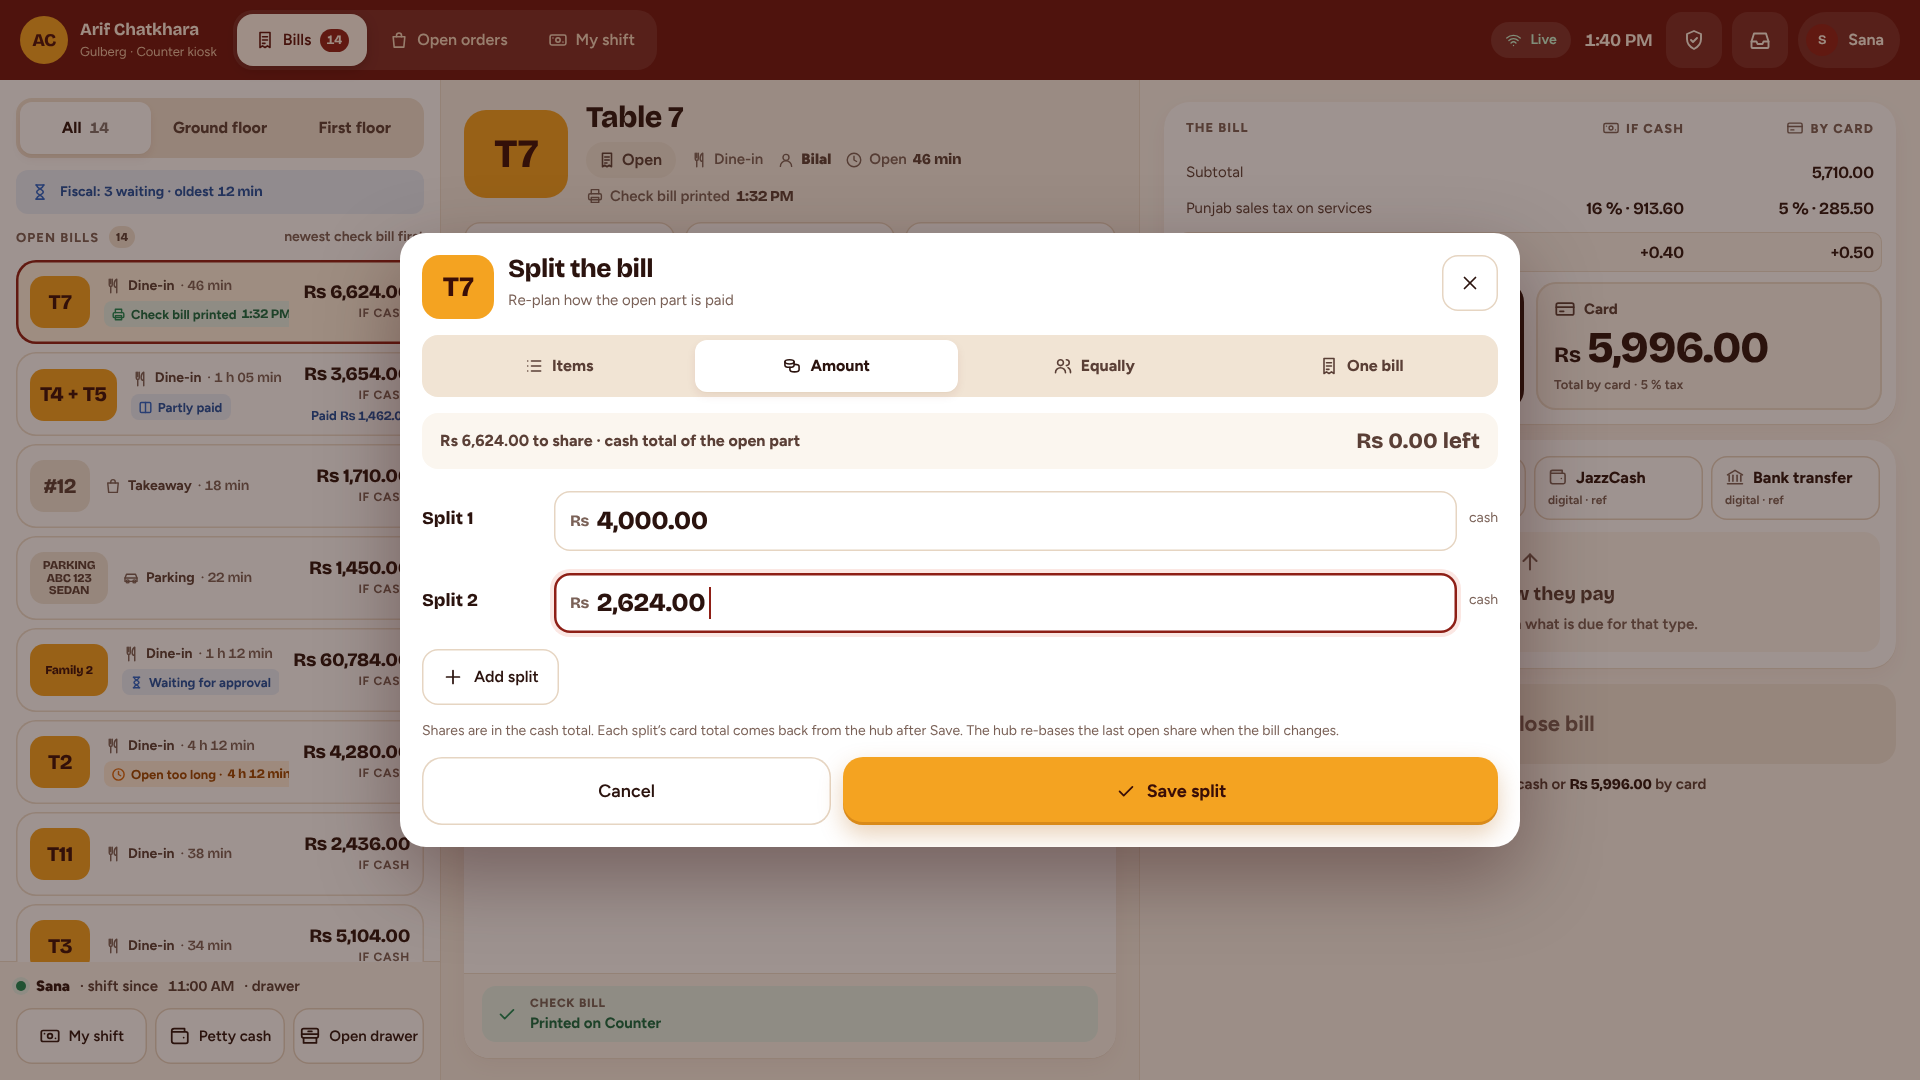 AC
Arif Chatkhara
Gulberg · Counter kiosk
Bills 14
Open orders
My shift
Live
1:40 PM
S
Sana
All 14
Ground floor
First floor
Fiscal: 3 waiting · oldest 12 min
OPEN BILLS 14
newest check bill first
T7
Dine-in · 46 min
Check bill printed 1:32 PM
Rs 6,624.00
IF CASH
T4 + T5
Dine-in · 1 h 05 min
Partly paid
Rs 3,654.00
IF CASH
Paid Rs 1,462.0
#12
Takeaway · 18 min
Rs 1,710.00
IF CASH
PARKING
ABC 123
SEDAN
Parking · 22 min
Rs 1,450.00
IF CASH
Family 2
Dine-in · 1 h 12 min
Waiting for approval
Rs 60,784.00
IF CASH
T2
Dine-in · 4 h 12 min
Open too long · 4 h 12 min
Rs 4,280.00
IF CASH
T11
Dine-in · 38 min
Rs 2,436.00
IF CASH
T3
Dine-in · 34 min
Rs 5,104.00
IF CASH
Sana · shift since 11:00 AM · drawer
My shift
Petty cash
Open drawer
T7
Table 7
Open
Dine-in
Bilal
Open 46 min
Check bill printed 1:32 PM
CHECK BILL
Printed on Counter
THE BILL
IF CASH
BY CARD
Subtotal
5,710.00
Punjab sales tax on services
16 % · 913.60
5 % · 285.50
+0.40
+0.50
Card
Rs 5,996.00
Total by card · 5 % tax
JazzCash
digital · ref
Bank transfer
digital · ref
they pay
what is due for that type.
lose bill
cash or Rs 5,996.00 by card
T7
Split the bill
Re-plan how the open part is paid
Items
Amount
Equally
One bill
Rs 6,624.00 to share · cash total of the open part
Rs 0.00 left
Split 1
Rs 4,000.00
cash
Split 2
Rs 2,624.00
cash
Add split
Shares are in the cash total. Each split's card total comes back from the hub after Save. The hub re-bases the last open share when the bill changes.
Cancel
Save split